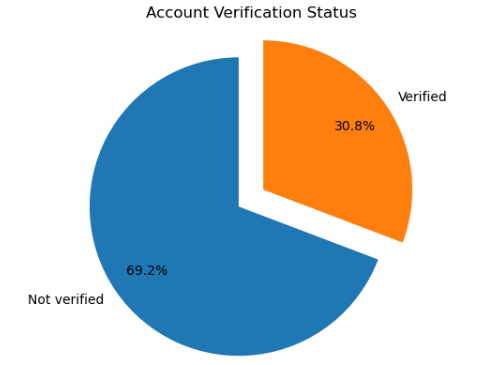 Account Verification Status
Verified
30.8%
69.2%
Not verified